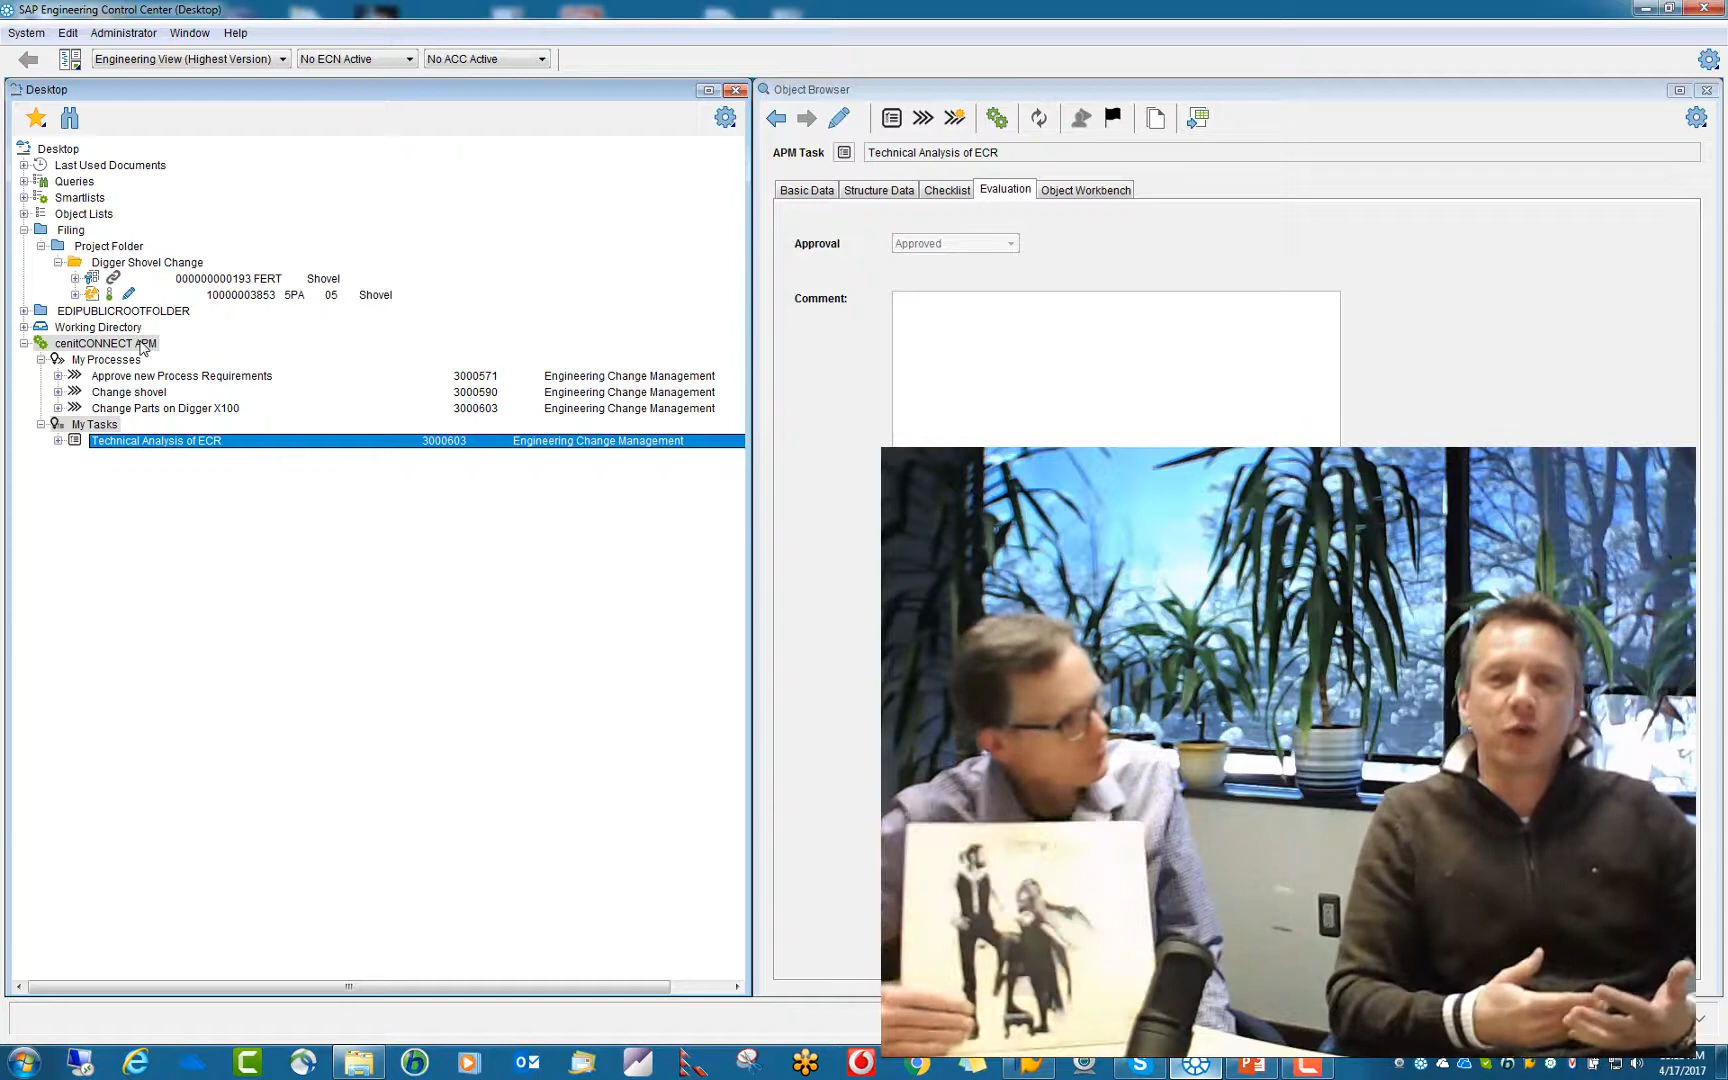 SAP Engineering Control Center (Desktop)
System Edit Administrator Window Help
Engineering View (Highest Version) No ECN Active No ACC Active
Desktop
Desktop
Last Used Documents
Queries
Smartlists
Object Lists
Filing
Project Folder
Digger Shovel Change
000000000193 FERT Shovel
10000003853 5PA 05 Shovel
EDIPUBLICROOTFOLDER
Working Directory
cenitCONNECT APM
My Processes
Approve new Process Requirements 3000571 Engineering Change Management
Change shovel 3000590 Engineering Change Management
Change Parts on Digger X100 3000603 Engineering Change Management
My Tasks
Technical Analysis of ECR 3000603 Engineering Change Management
Object Browser
APM Task Technical Analysis of ECR
Basic Data Structure Data Checklist Evaluation Object Workbench
Approval Approved
Comment:
4/17/2017